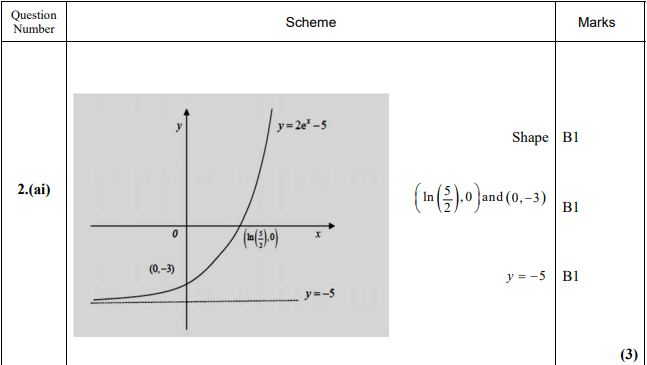 Question Number Scheme Marks
2.(ai)
y
y = 2eˣ – 5
0
(ln(5/2), 0)
x
(0, –3)
y = –5
Shape B1
(ln(5/2), 0) and (0, –3) B1
y = –5 B1
(3)